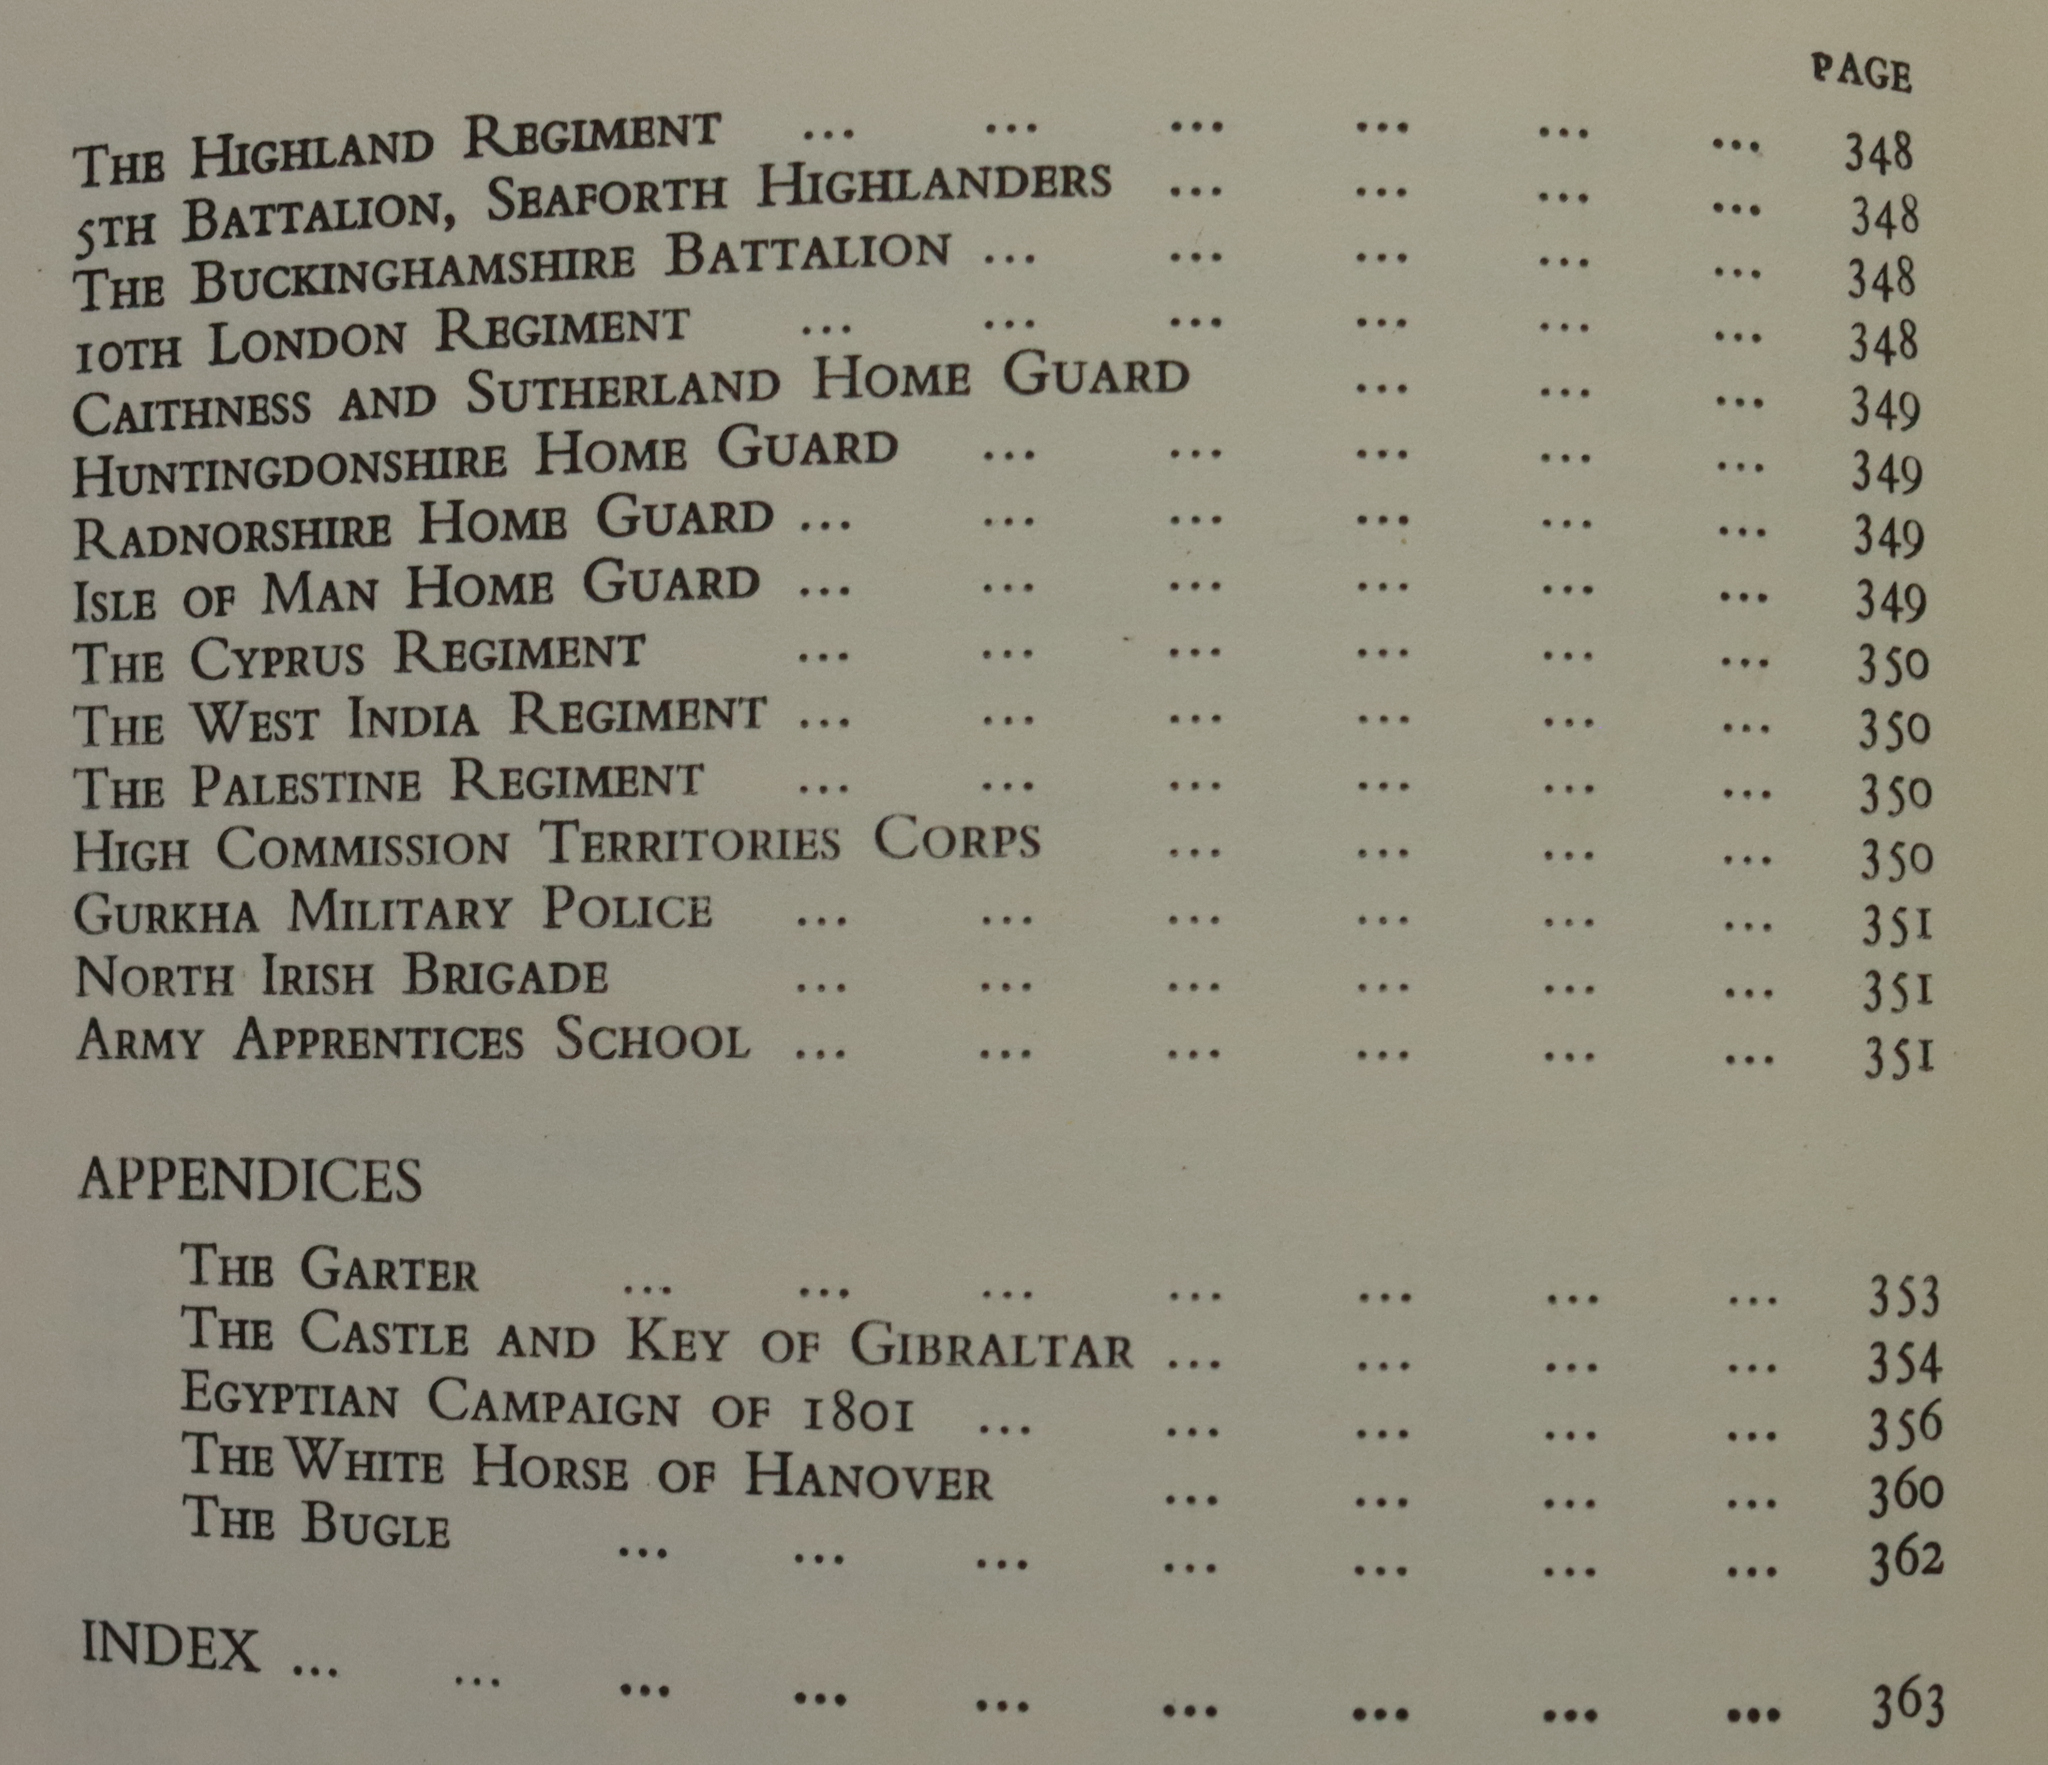 PAGE
THE HIGHLAND REGIMENT ... ... ... ... ... ... 348
5TH BATTALION, SEAFORTH HIGHLANDERS ... ... ... ... 348
THE BUCKINGHAMSHIRE BATTALION ... ... ... ... ... 348
10TH LONDON REGIMENT ... ... ... ... ... ... 348
CAITHNESS AND SUTHERLAND HOME GUARD ... ... ... 349
HUNTINGDONSHIRE HOME GUARD ... ... ... ... ... 349
RADNORSHIRE HOME GUARD ... ... ... ... ... ... 349
ISLE OF MAN HOME GUARD ... ... ... ... ... ... 349
THE CYPRUS REGIMENT ... ... ... ... ... ... 350
THE WEST INDIA REGIMENT ... ... ... ... ... ... 350
THE PALESTINE REGIMENT ... ... ... ... ... ... 350
HIGH COMMISSION TERRITORIES CORPS ... ... ... ... 350
GURKHA MILITARY POLICE ... ... ... ... ... ... 351
NORTH IRISH BRIGADE ... ... ... ... ... ... 351
ARMY APPRENTICES SCHOOL ... ... ... ... ... ... 351
APPENDICES
THE GARTER ... ... ... ... ... ... ... 353
THE CASTLE AND KEY OF GIBRALTAR ... ... ... ... 354
EGYPTIAN CAMPAIGN OF 1801 ... ... ... ... ... 356
THE WHITE HORSE OF HANOVER ... ... ... ... 360
THE BUGLE ... ... ... ... ... ... ... 362
INDEX ... ... ... ... ... ... ... ... ... 363